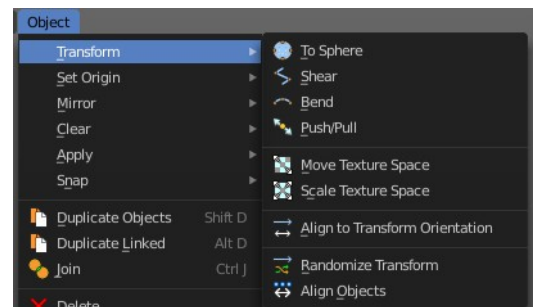 Object
Transform
Set Origin
Mirror
Clear
Apply
Snap
Duplicate Objects Shift D
Duplicate Linked Alt D
Join Ctrl J
Delete
To Sphere
Shear
Bend
Push/Pull
Move Texture Space
Scale Texture Space
Align to Transform Orientation
Randomize Transform
Align Objects